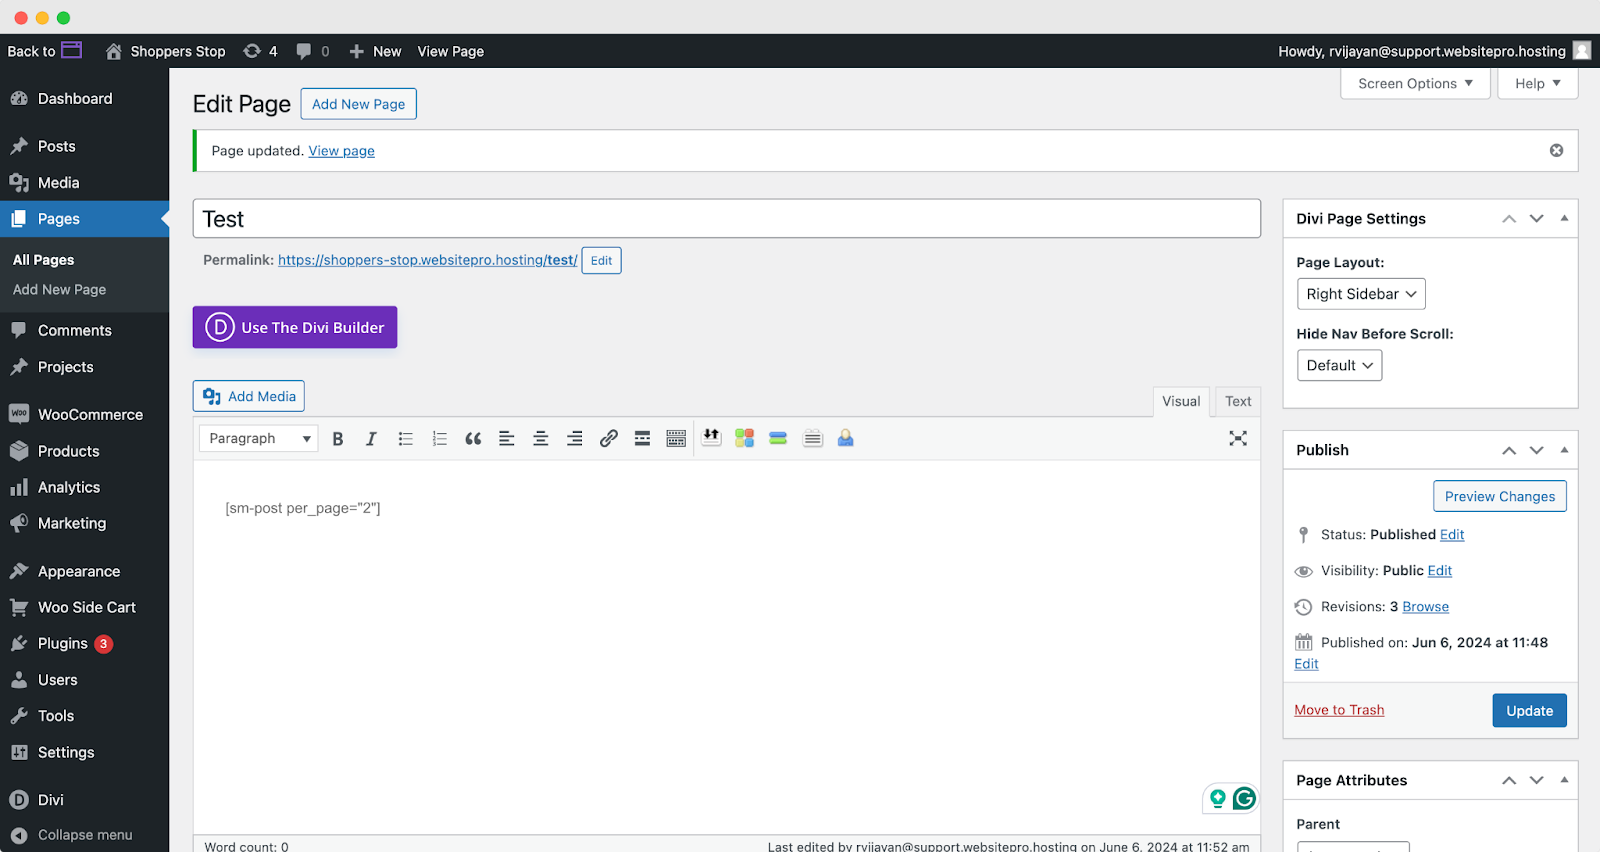 Back to
Shoppers Stop
4
0
New
View Page
Howdy, rvijayan@support.websitepro.hosting
Dashboard
Posts
Media
Pages
All Pages
Add New Page
Comments
Projects
WooCommerce
Products
Analytics
Marketing
Appearance
Woo Side Cart
Plugins 3
Users
Tools
Settings
Divi
Collapse menu
Screen Options
Help
Edit Page
Add New Page
Page updated. View page
Test
Permalink: https://shoppers-stop.websitepro.hosting/test/ Edit
D Use The Divi Builder
Add Media
Visual
Text
Paragraph
[sm-post per_page="2"]
Word count: 0
Last edited by rvijayan@support.websitepro.hosting on June 6, 2024 at 11:52 am
Divi Page Settings
Page Layout:
Right Sidebar
Hide Nav Before Scroll:
Default
Publish
Preview Changes
Status: Published Edit
Visibility: Public Edit
Revisions: 3 Browse
Published on: Jun 6, 2024 at 11:48
Edit
Move to Trash
Update
Page Attributes
Parent